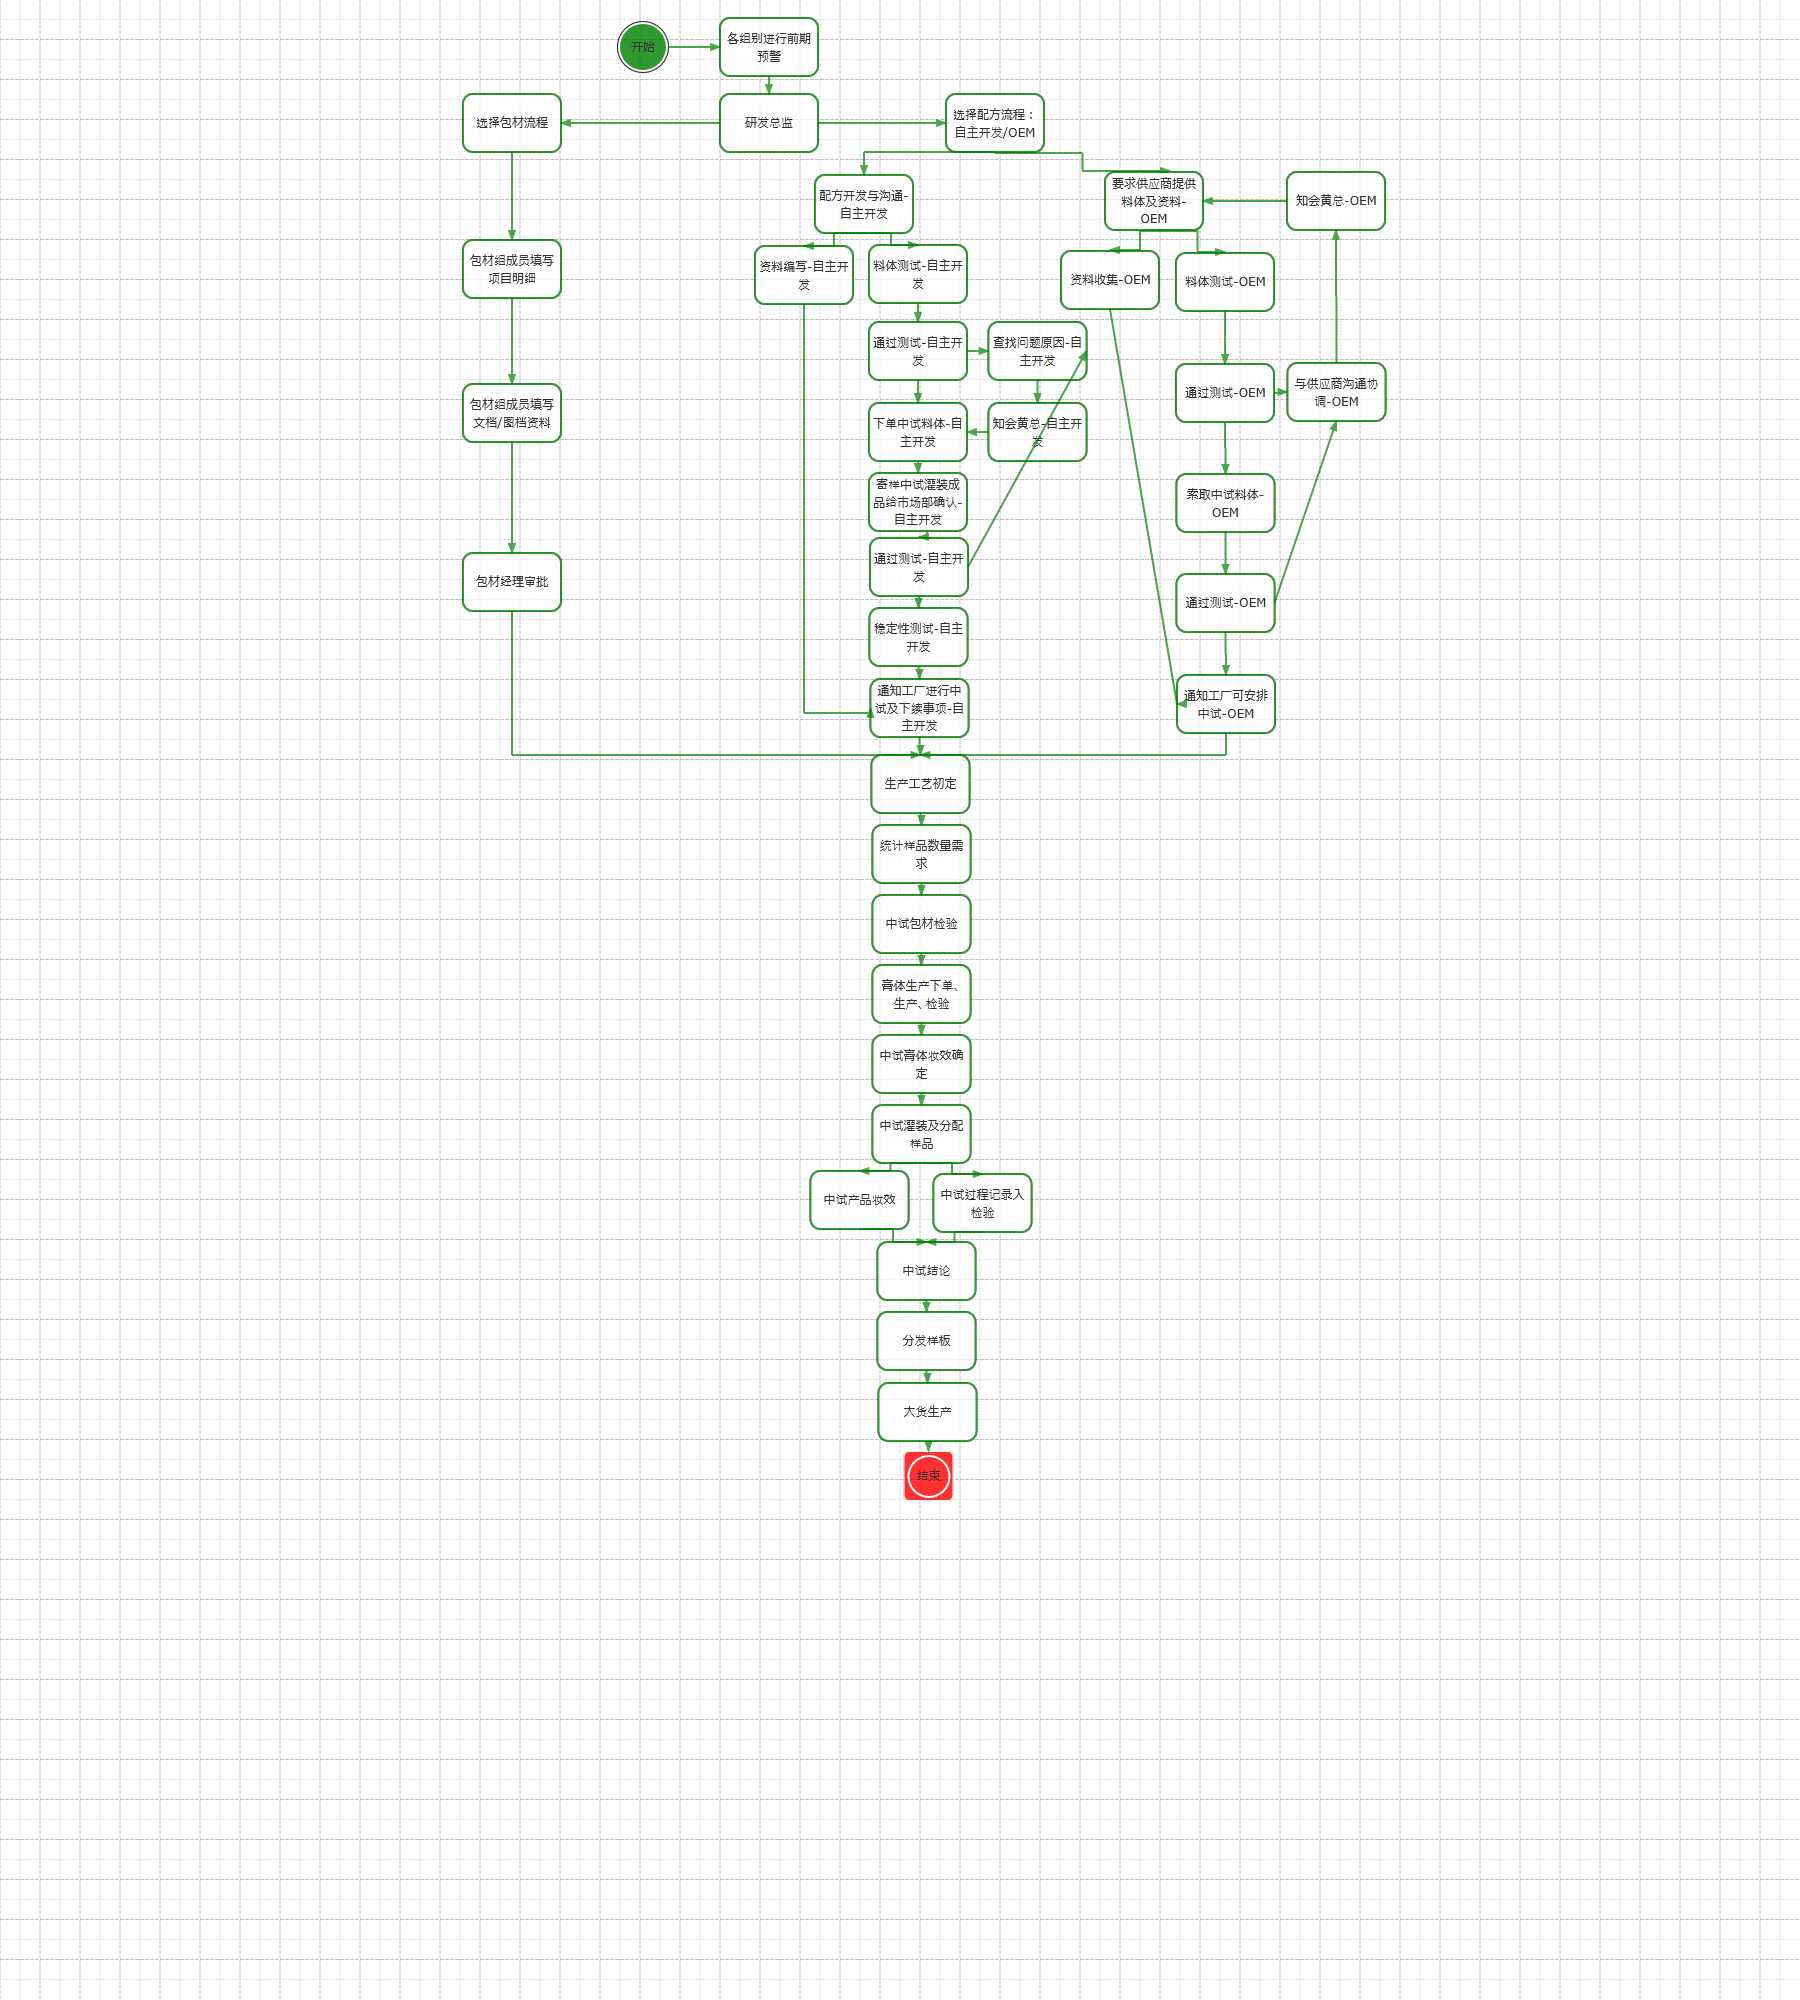 开始
各组别进行前期
预警
选择包材流程
研发总监
选择配方流程：
自主开发/OEM
配方开发与沟通-
自主开发
要求供应商提供
料体及资料-
OEM
知会黄总-OEM
资料编写-自主开
发
料体测试-自主开
发
资料收集-OEM
料体测试-OEM
包材组成员填写
项目明细
通过测试-自主开
发
查找问题原因-自
主开发
通过测试-OEM
与供应商沟通协
调-OEM
包材组成员填写
文档/图档资料
下单中试料体-自
主开发
知会黄总-自主开
发
寄样中试灌装成
品给市场部确认-
自主开发
索取中试料体-
OEM
通过测试-自主开
发
包材经理审批
通过测试-OEM
稳定性测试-自主
开发
通知工厂进行中
试及下续事项-自
主开发
通知工厂可安排
中试-OEM
生产工艺初定
统计样品数量需
求
中试包材检验
膏体生产下单、
生产、检验
中试膏体妆效确
定
中试灌装及分配
样品
中试产品妆效
中试过程记录入
检验
中试结论
分发样板
大货生产
结束